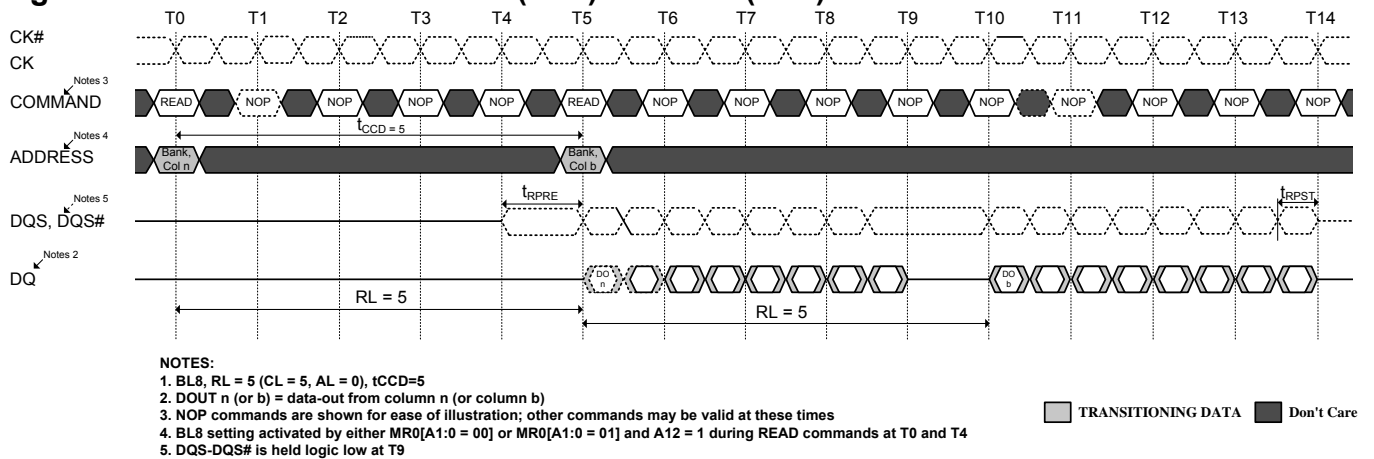 T0 T1 T2 T3 T4 T5 T6 T7 T8 T9 T10 T11 T12 T13 T14
CK#
CK
Notes 3
COMMAND READ NOP NOP NOP NOP READ NOP NOP NOP NOP NOP NOP NOP NOP NOP
tCCD = 5
Notes 4
ADDRESS
Bank, Col n
Bank, Col b
Notes 5
DQS, DQS#
tRPRE
tRPST
Notes 2
DQ
DO n
DO b
RL = 5
RL = 5
NOTES:
1. BL8, RL = 5 (CL = 5, AL = 0), tCCD=5
2. DOUT n (or b) = data-out from column n (or column b)
3. NOP commands are shown for ease of illustration; other commands may be valid at these times
4. BL8 setting activated by either MR0[A1:0 = 00] or MR0[A1:0 = 01] and A12 = 1 during READ commands at T0 and T4
5. DQS-DQS# is held logic low at T9
TRANSITIONING DATA Don't Care